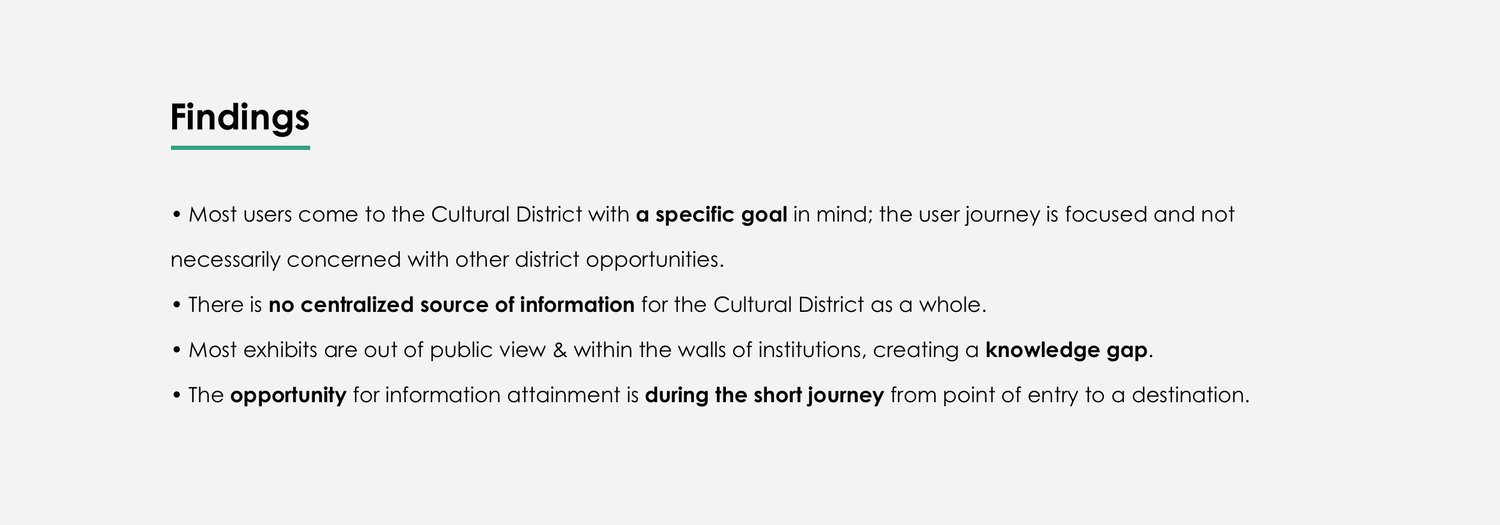 Findings
• Most users come to the Cultural District with a specific goal in mind; the user journey is focused and not
necessarily concerned with other district opportunities.
• There is no centralized source of information for the Cultural District as a whole.
• Most exhibits are out of public view & within the walls of institutions, creating a knowledge gap.
• The opportunity for information attainment is during the short journey from point of entry to a destination.